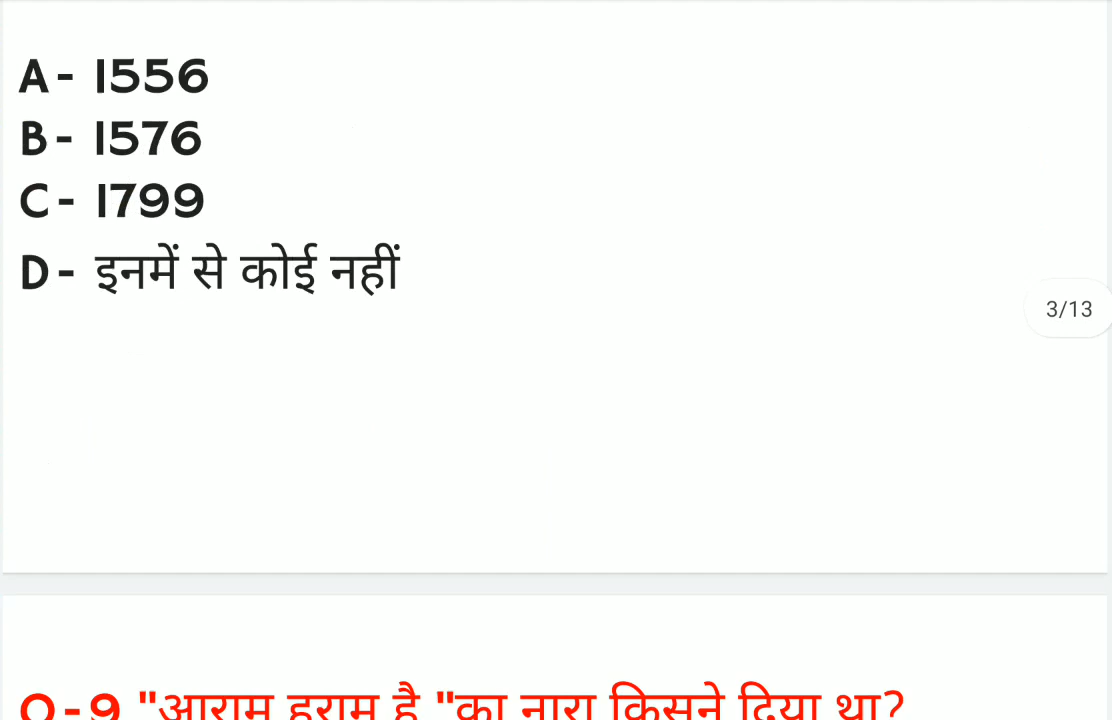 A- 1556
B- 1576
C- 1799
D- इनमें से कोई नहीं
3/13
Q-9 "आराम हराम है "का नारा किसने दिया था?